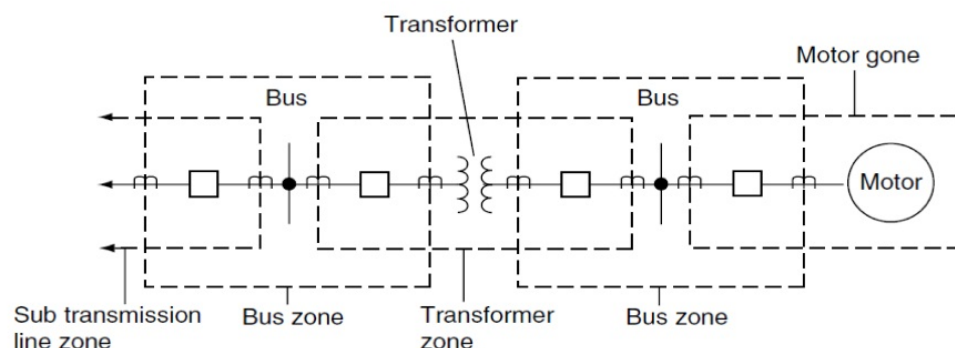 Transformer
Motor gone
Bus
Bus
Motor
Sub transmission
line zone
Bus zone
Transformer
zone
Bus zone